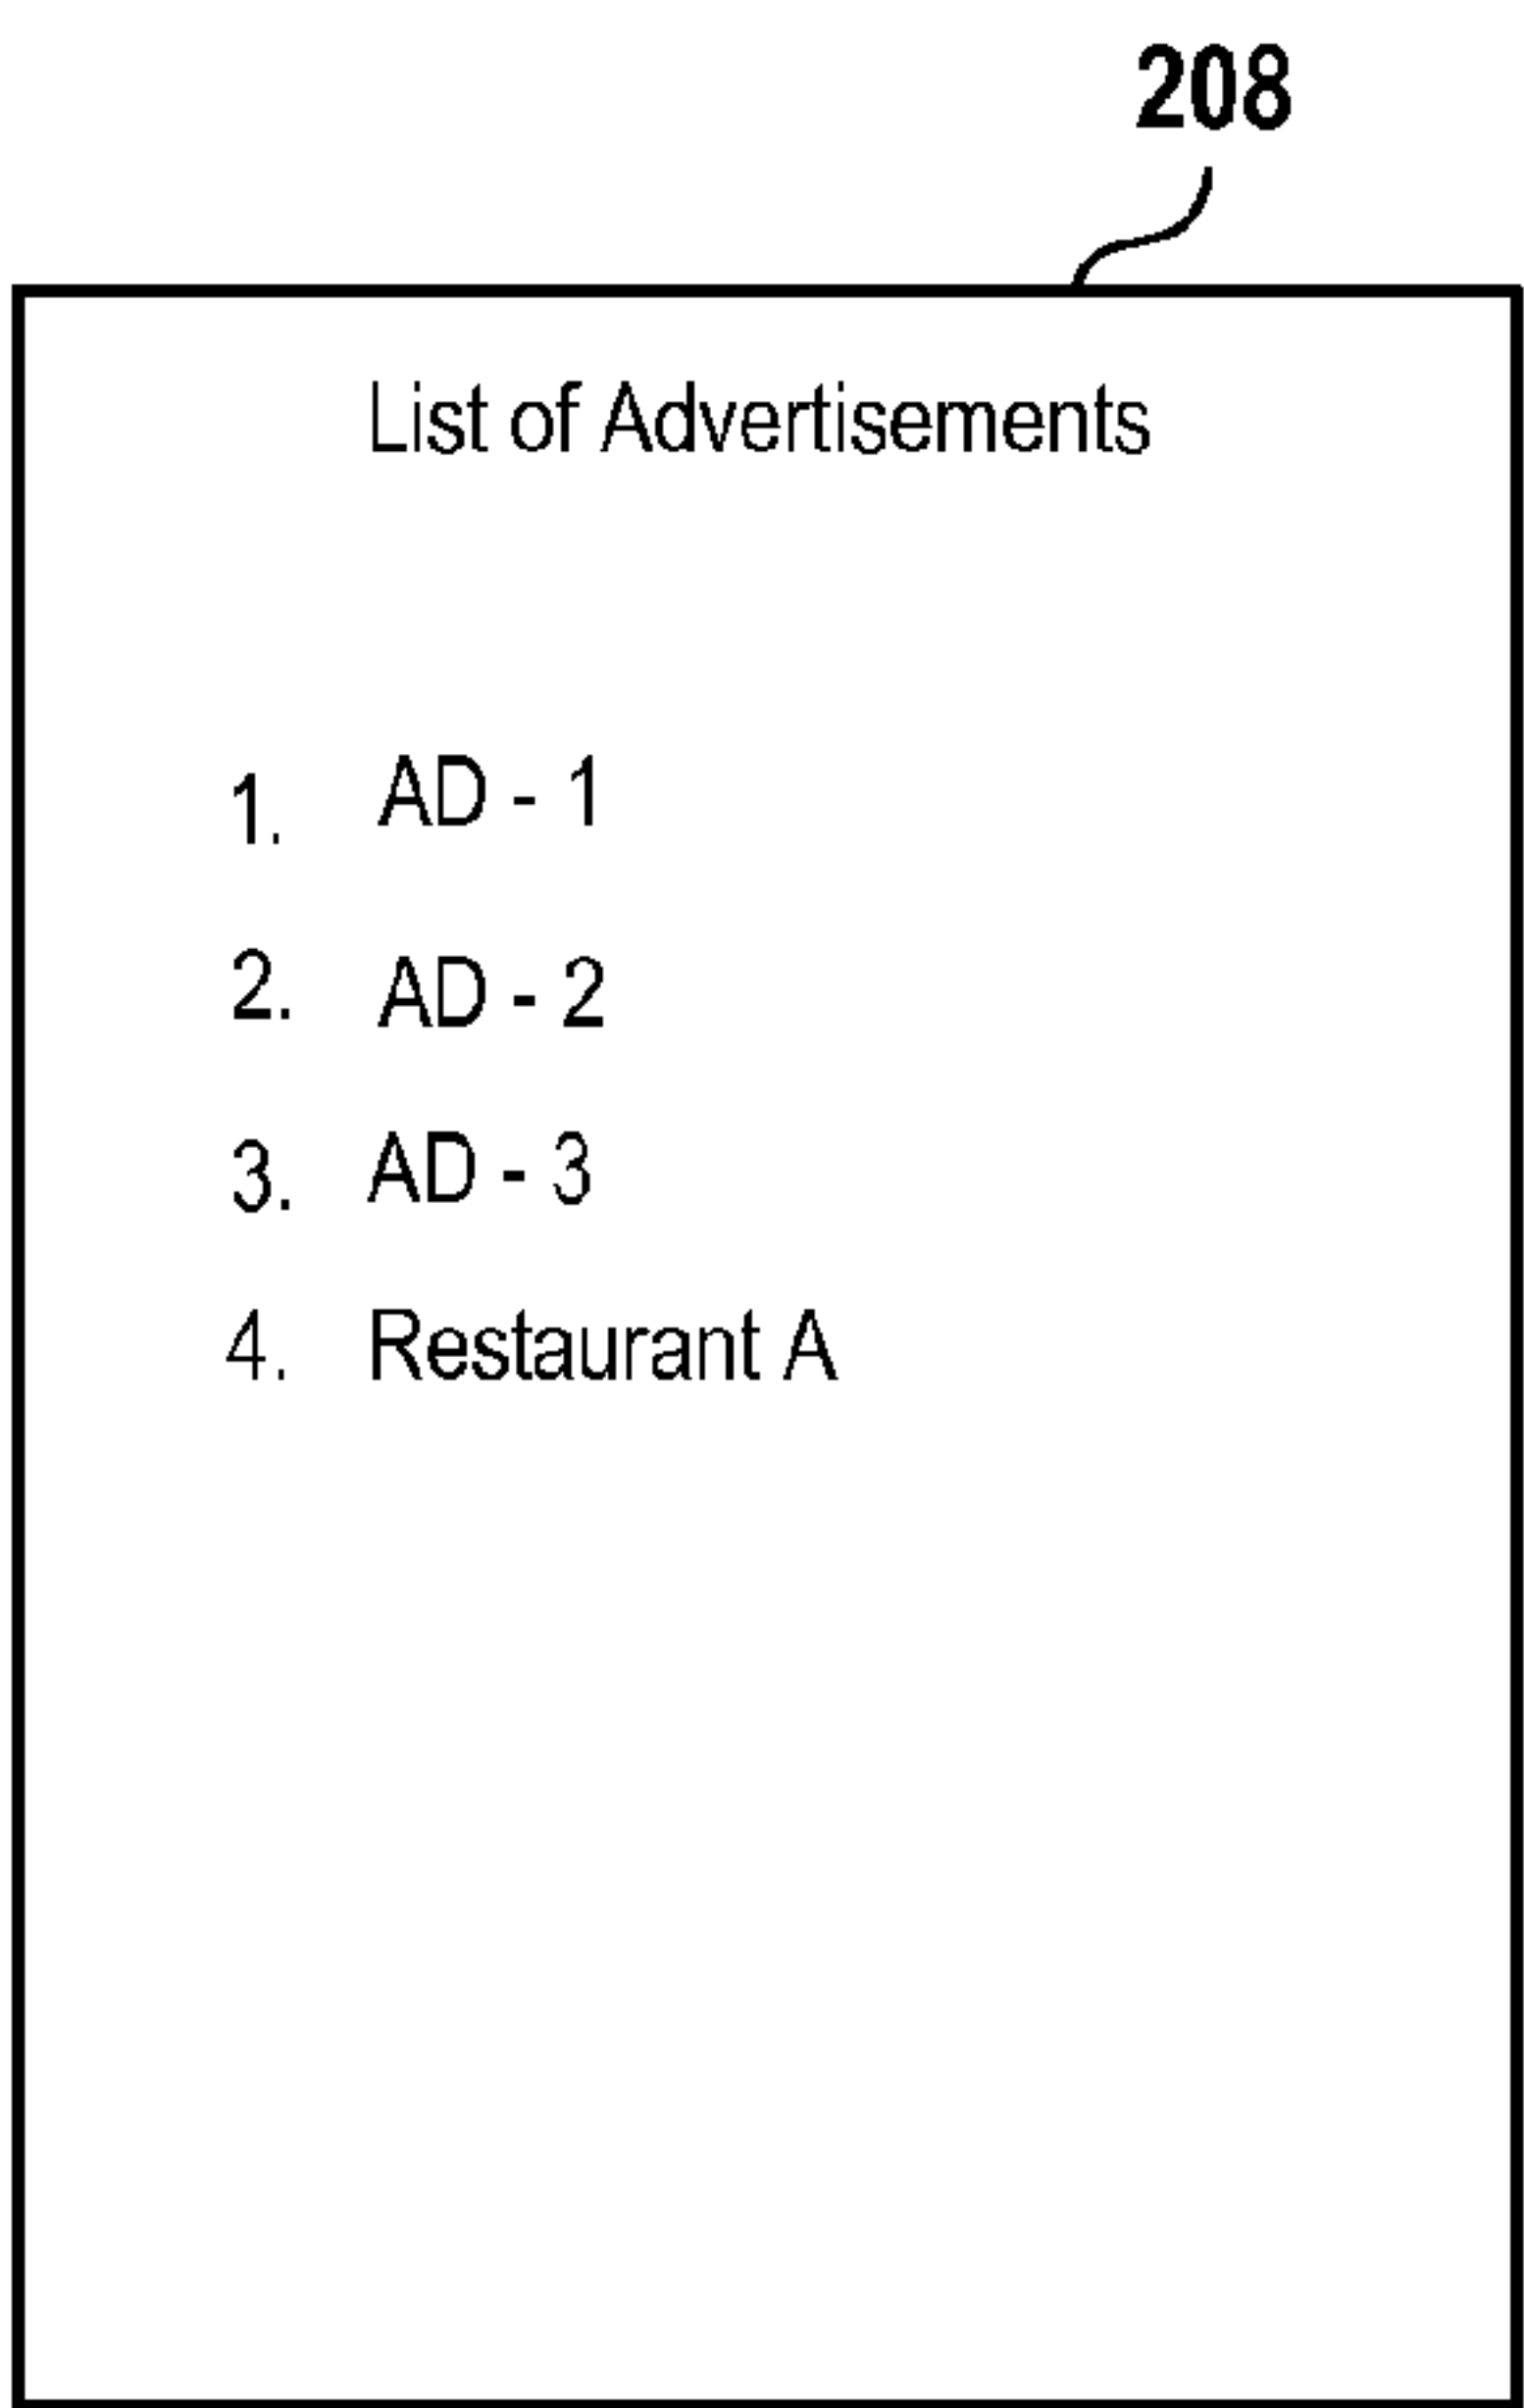 208
List of Advertisements
1. AD - 1
2. AD - 2
3. AD - 3
4. Restaurant A